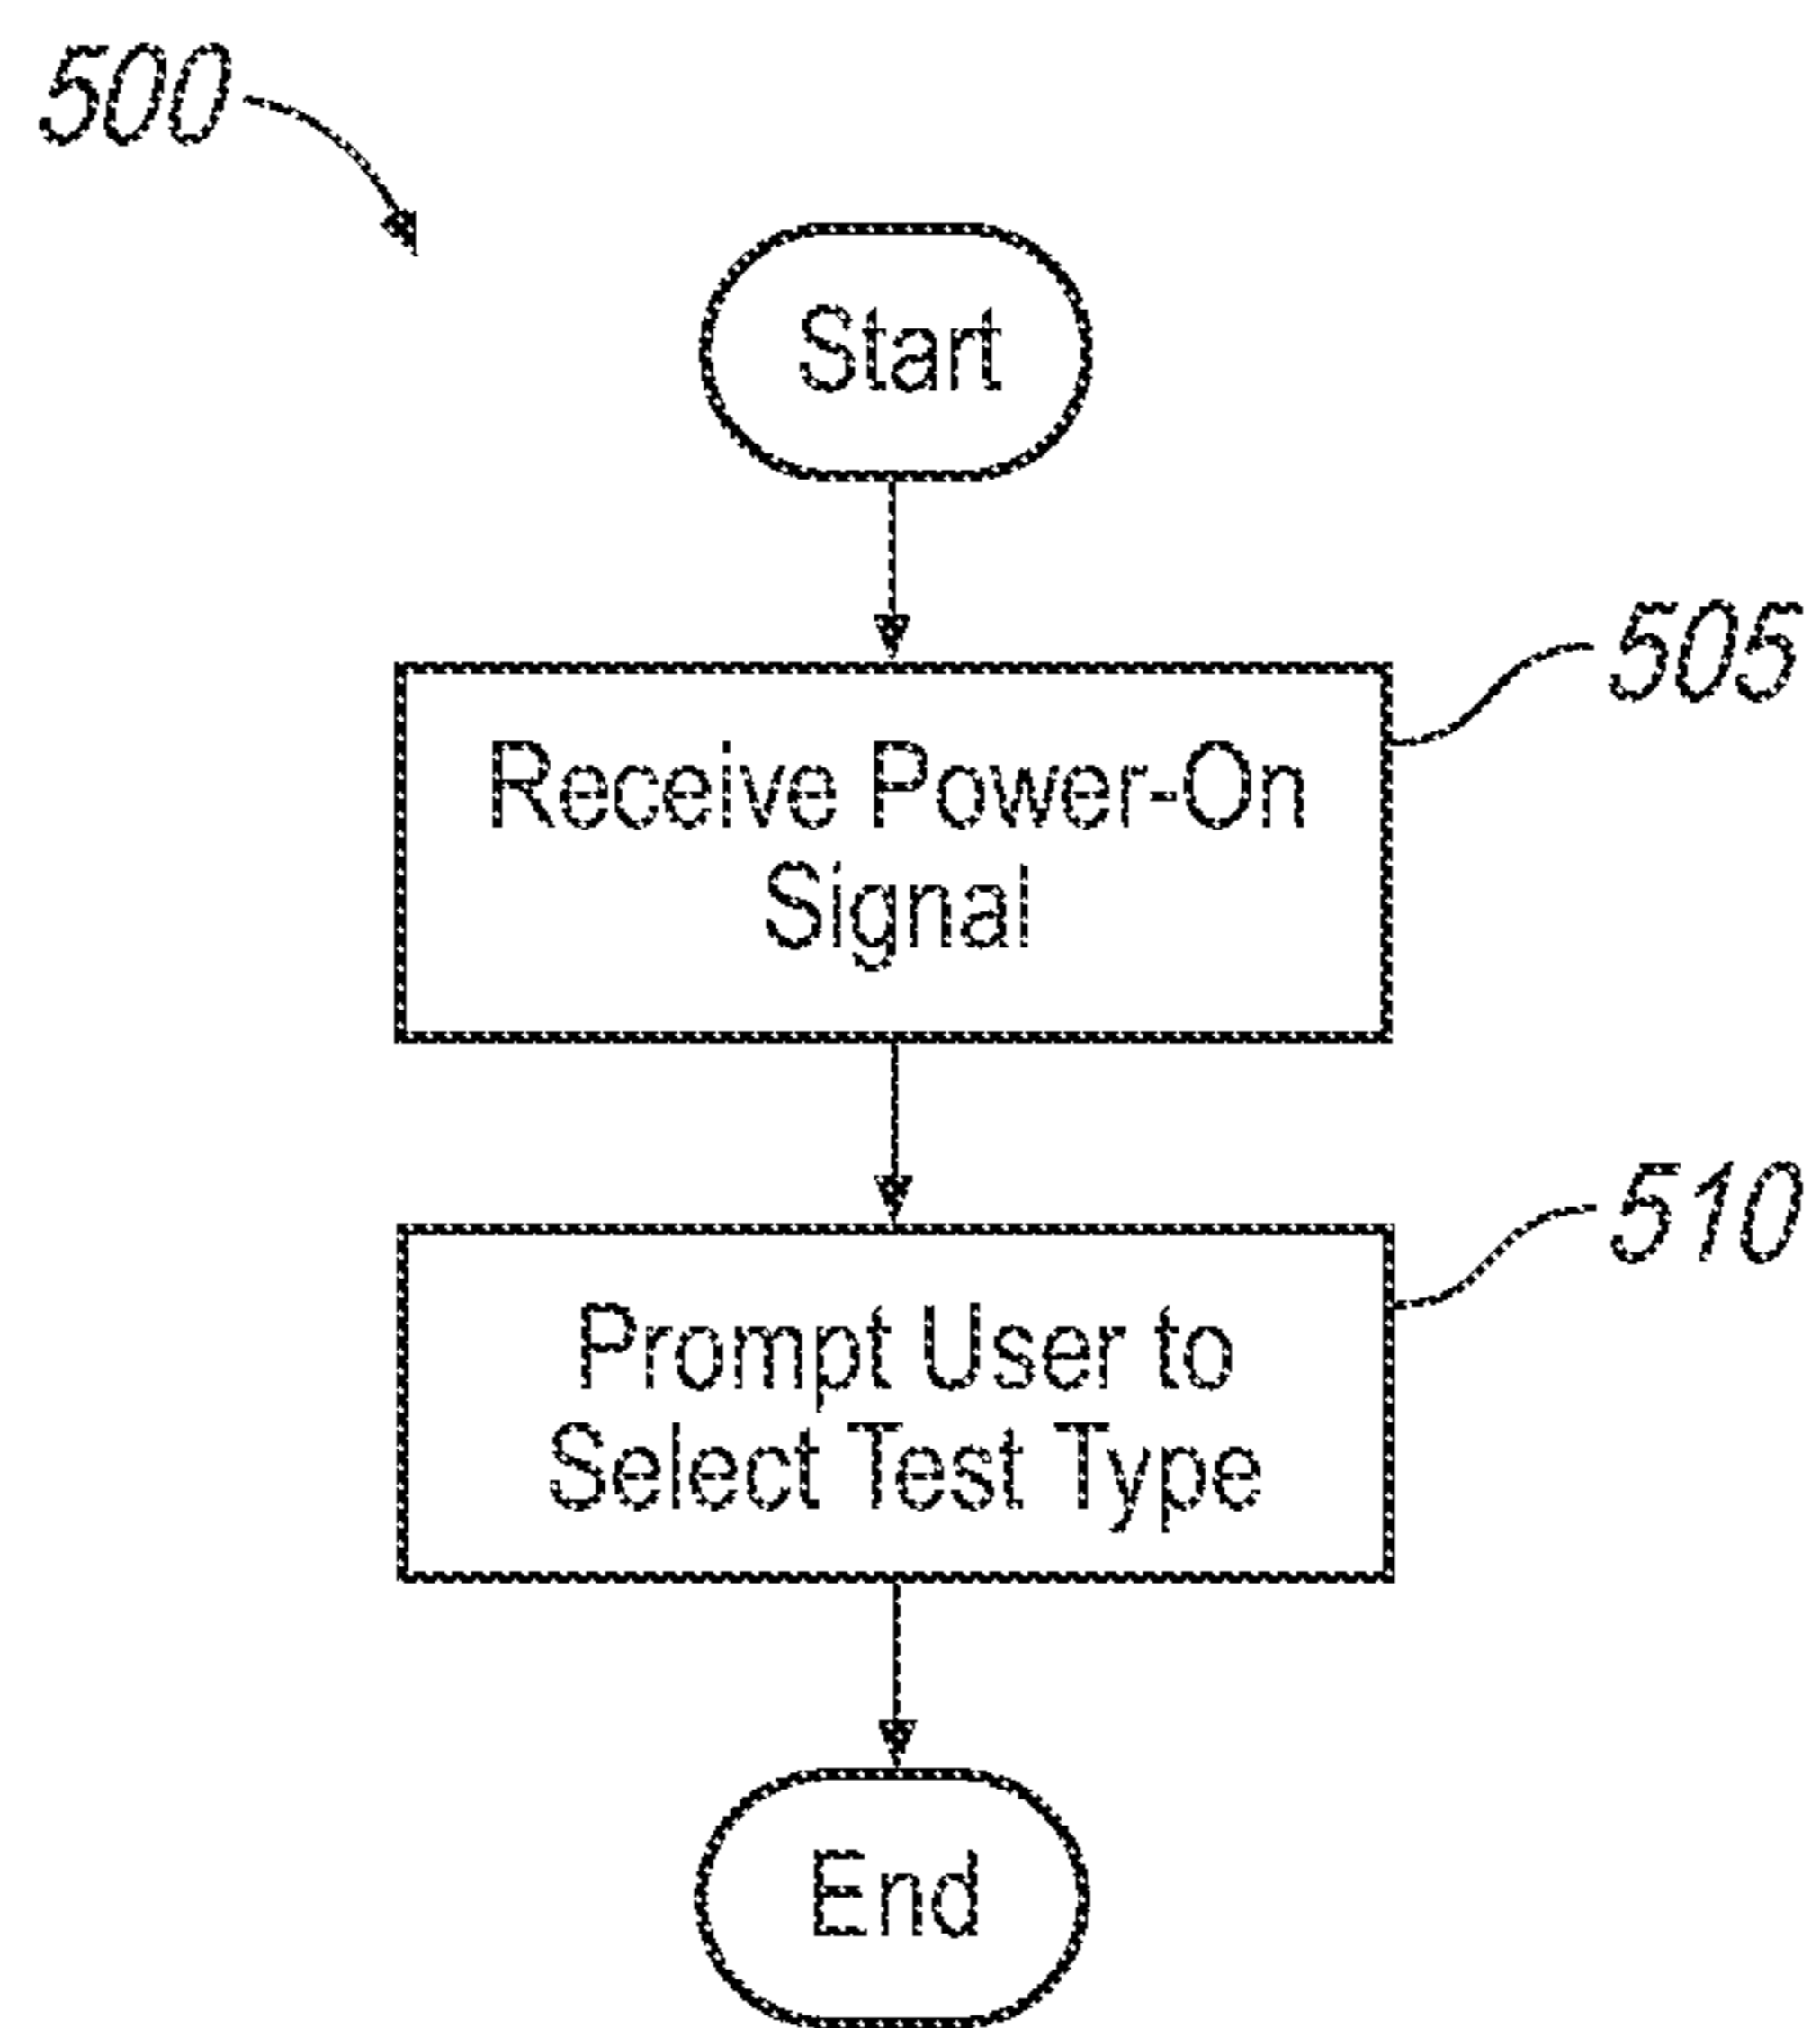 500
Start
505
Receive Power-On
Signal
510
Prompt User to
Select Test Type
End